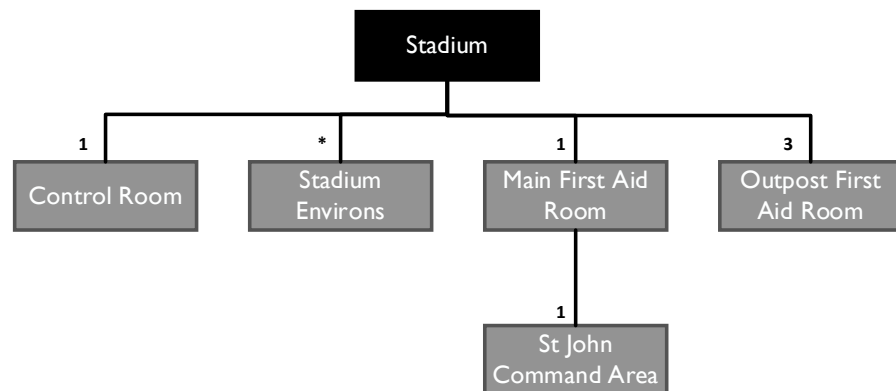 Stadium
1
*
1
3
Control Room
Stadium
Environs
Main First Aid
Room
Outpost First
Aid Room
1
St John
Command Area